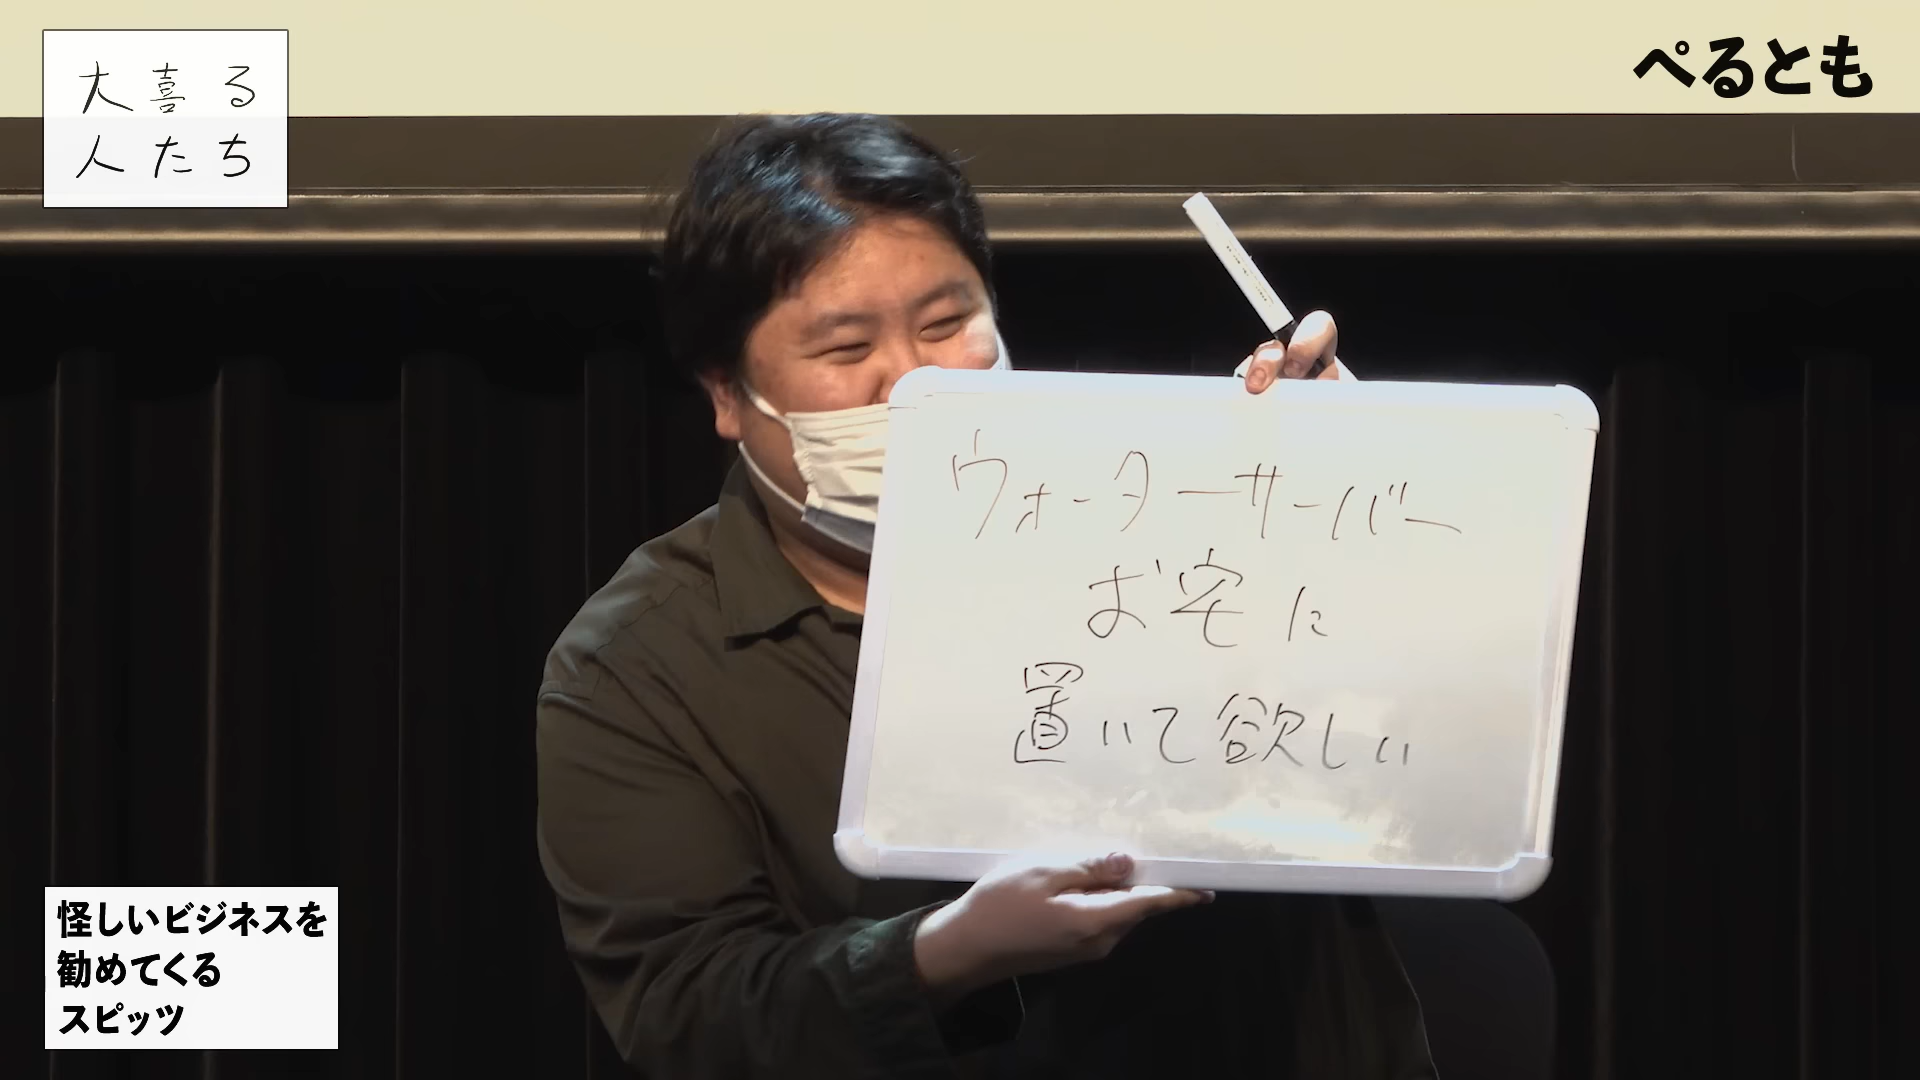 大喜る
人たち
ぺるとも
ウォーターサーバー
お宅に
置いて欲しい
怪しいビジネスを
勧めてくる
スピッツ